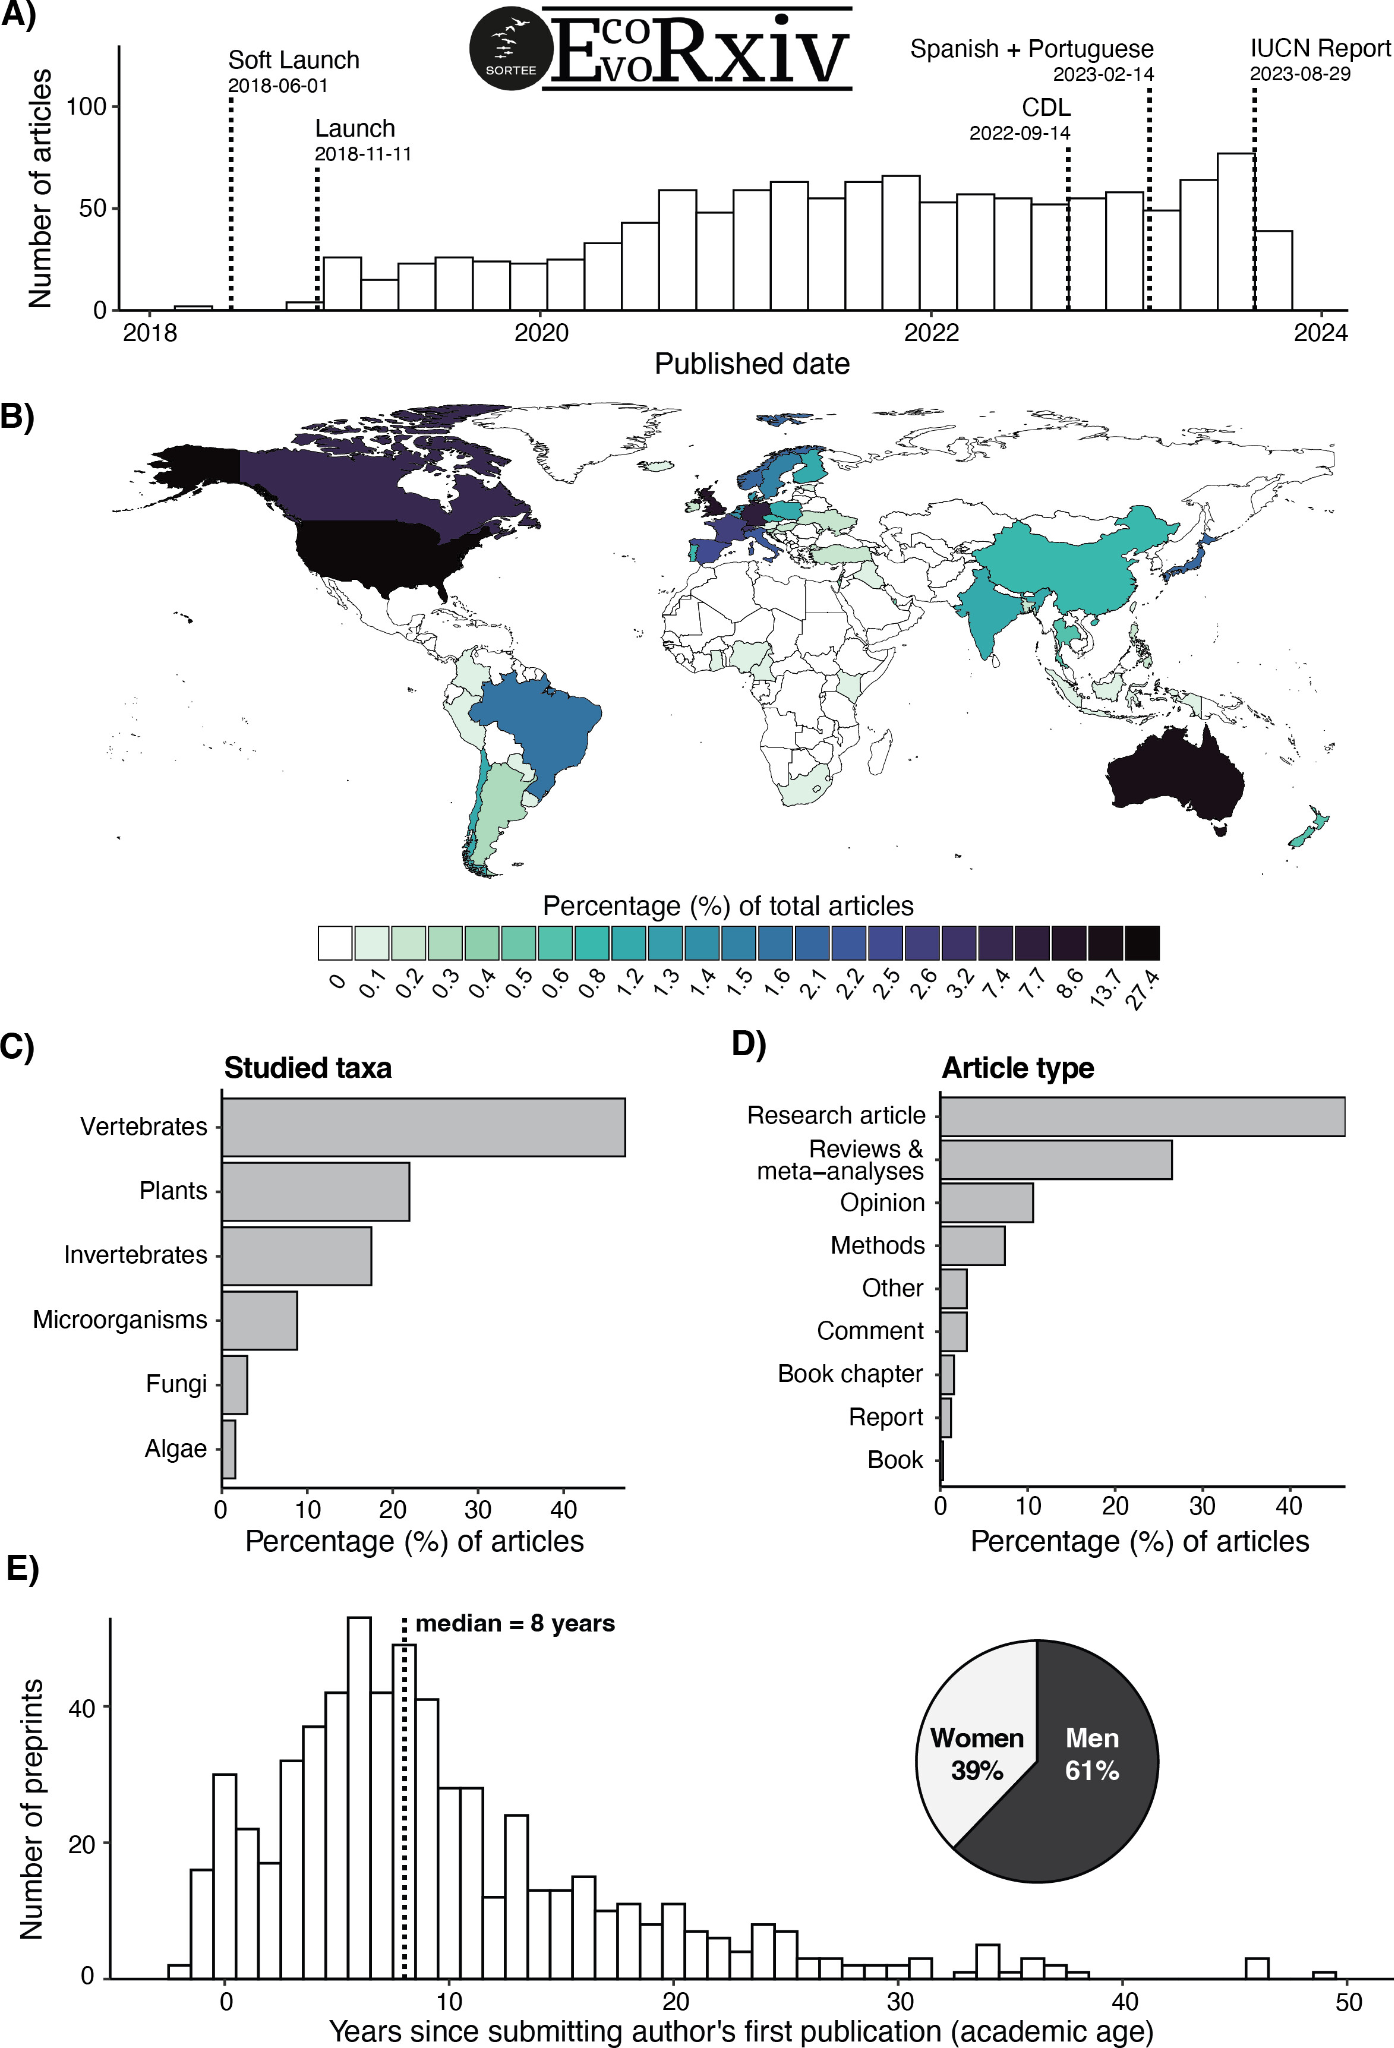 A)
SORTEE
EcoEvoRxiv
Soft Launch
2018-06-01
Launch
2018-11-11
Spanish + Portuguese
2023-02-14
CDL
2022-09-14
IUCN Report
2023-08-29
Number of articles
100
50
0
2018
2020
2022
2024
Published date
B)
Percentage (%) of total articles
0
0.1
0.2
0.3
0.4
0.5
0.6
0.8
1.2
1.3
1.4
1.5
1.6
2.1
2.2
2.5
2.6
3.2
7.4
7.7
8.6
13.7
27.4
C)
Studied taxa
Vertebrates
Plants
Invertebrates
Microorganisms
Fungi
Algae
0
10
20
30
40
Percentage (%) of articles
D)
Article type
Research article
Reviews &
meta−analyses
Opinion
Methods
Other
Comment
Book chapter
Report
Book
0
10
20
30
40
Percentage (%) of articles
E)
median = 8 years
Number of preprints
40
20
0
Women
39%
Men
61%
0
10
20
30
40
50
Years since submitting author's first publication (academic age)